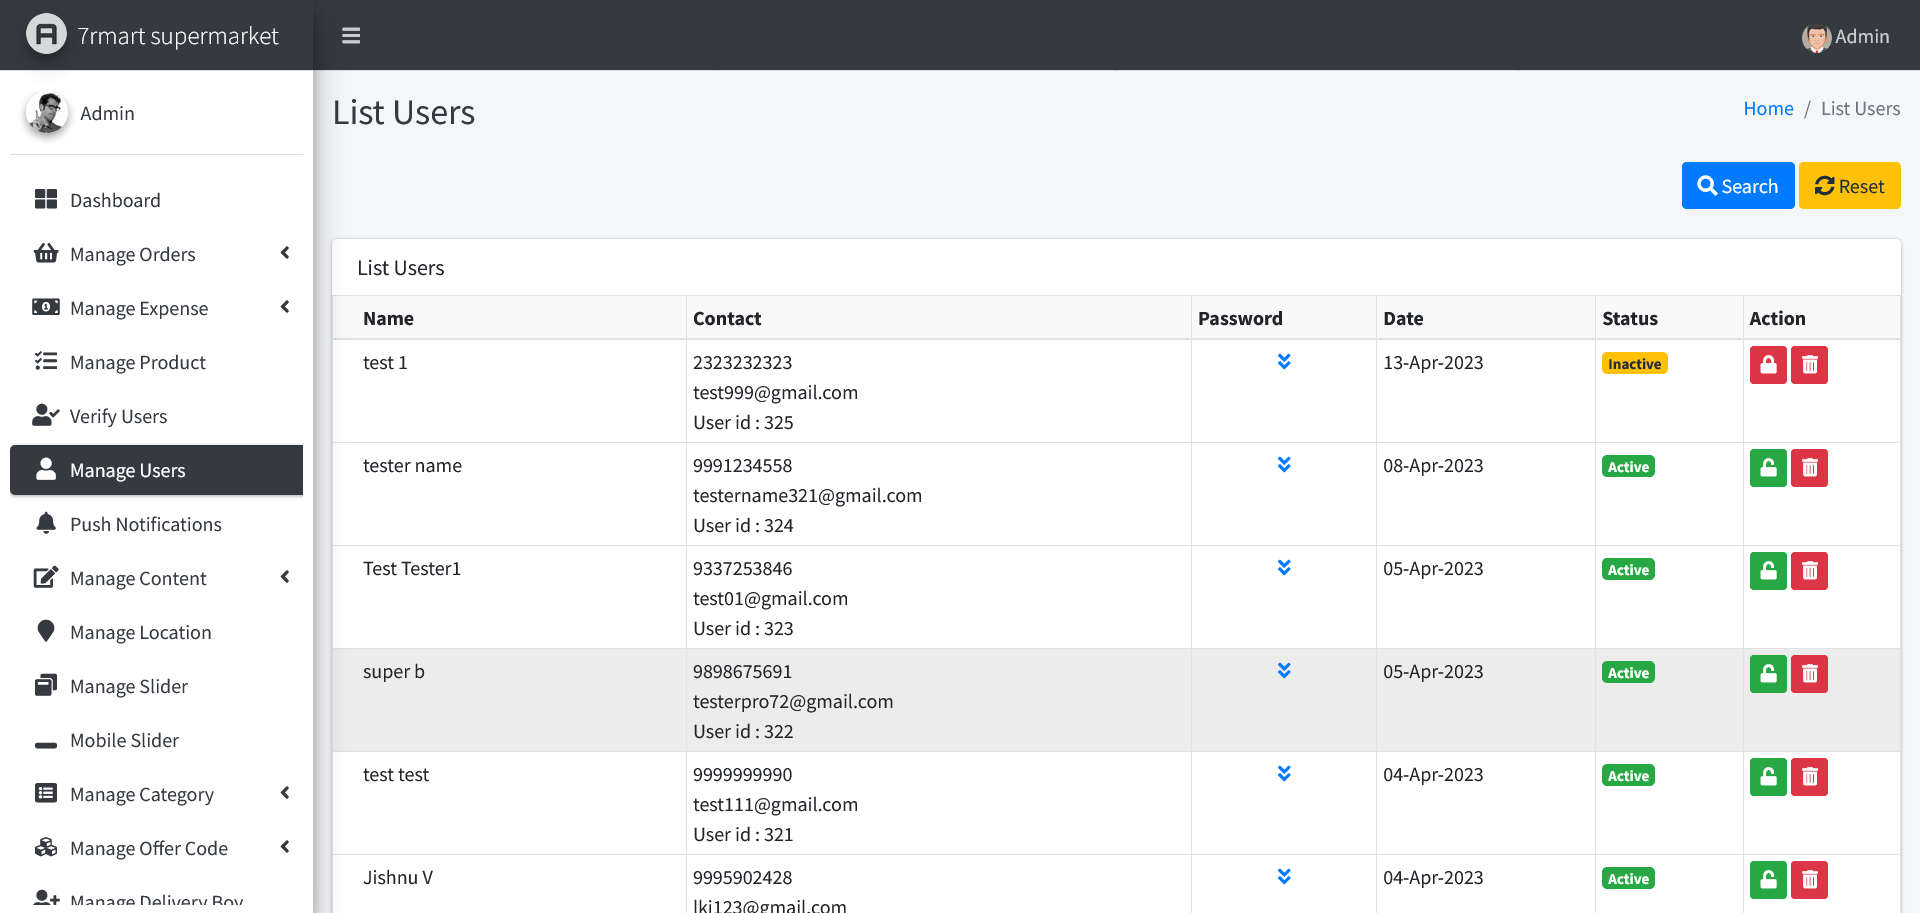 7rmart supermarket
Admin
Admin
List Users
Home / List Users
Dashboard
Manage Orders
Manage Expense
Manage Product
Verify Users
Manage Users
Push Notifications
Manage Content
Manage Location
Manage Slider
Mobile Slider
Manage Category
Manage Offer Code
Manage Delivery Boy
Search
Reset
List Users
Name Contact Password Date Status Action
test 1 2323232323 13-Apr-2023 Inactive
test999@gmail.com
User id : 325
tester name 9991234558 08-Apr-2023 Active
testername321@gmail.com
User id : 324
Test Tester1 9337253846 05-Apr-2023 Active
test01@gmail.com
User id : 323
super b 9898675691 05-Apr-2023 Active
testerpro72@gmail.com
User id : 322
test test 9999999990 04-Apr-2023 Active
test111@gmail.com
User id : 321
Jishnu V 9995902428 04-Apr-2023 Active